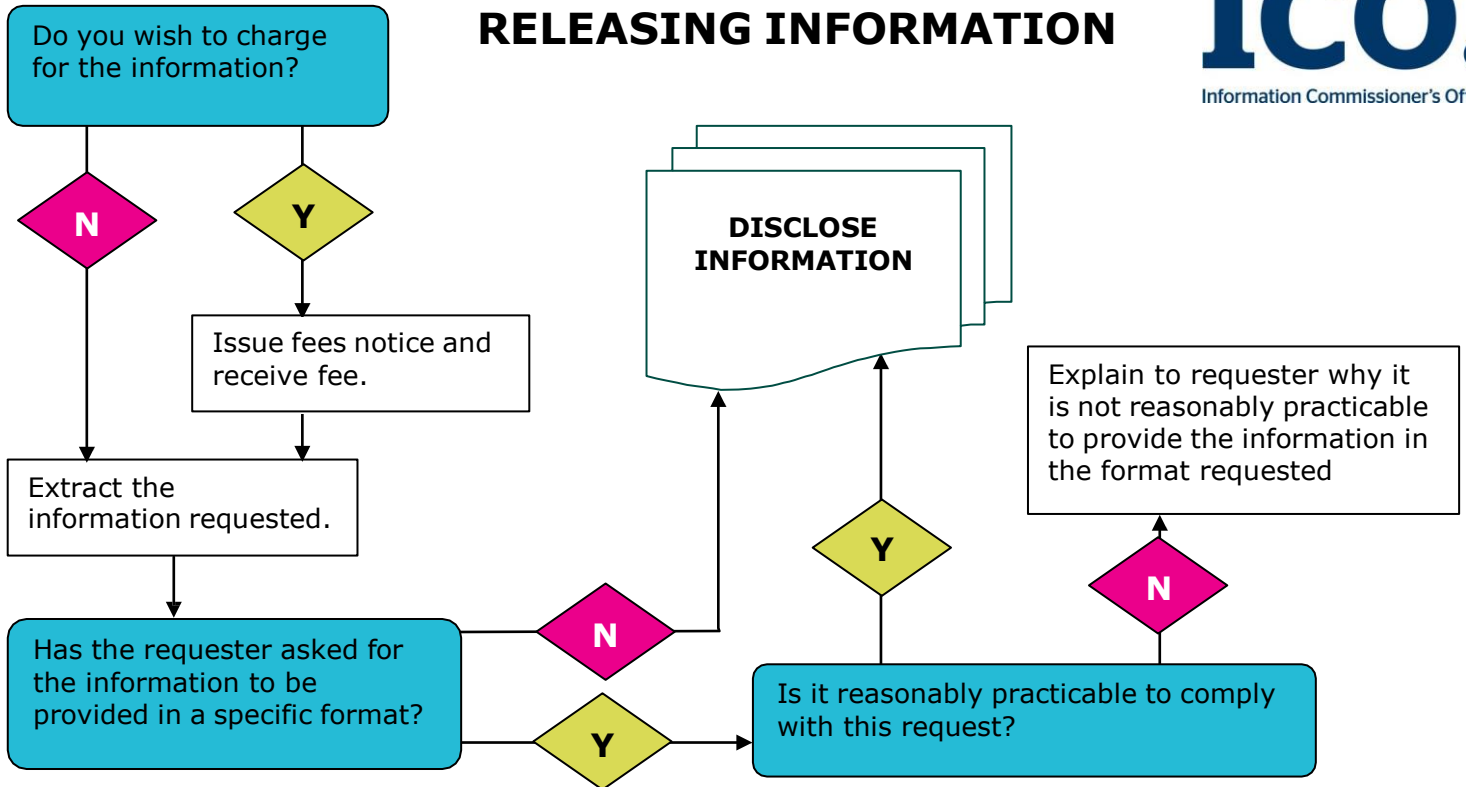 RELEASING INFORMATION
ico.
Information Commissioner's Of
Do you wish to charge
for the information?
N
Y
Issue fees notice and
receive fee.
Extract the
information requested.
DISCLOSE
INFORMATION
Explain to requester why it
is not reasonably practicable
to provide the information in
the format requested
Y
N
Has the requester asked for
the information to be
provided in a specific format?
N
Y
Is it reasonably practicable to comply
with this request?